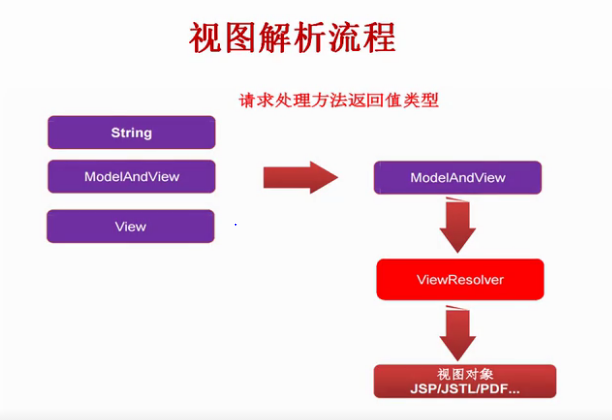 视图解析流程
请求处理方法返回值类型
String
ModelAndView
View
ModelAndView
ViewResolver
视图对象
JSP/JSTL/PDF...